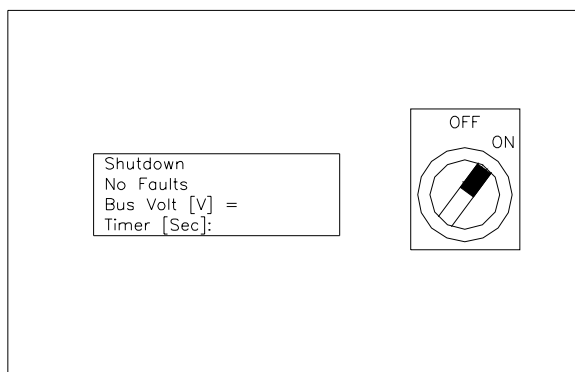 Shutdown
No Faults
Bus Volt [V] =
Timer [Sec]:
OFF
ON